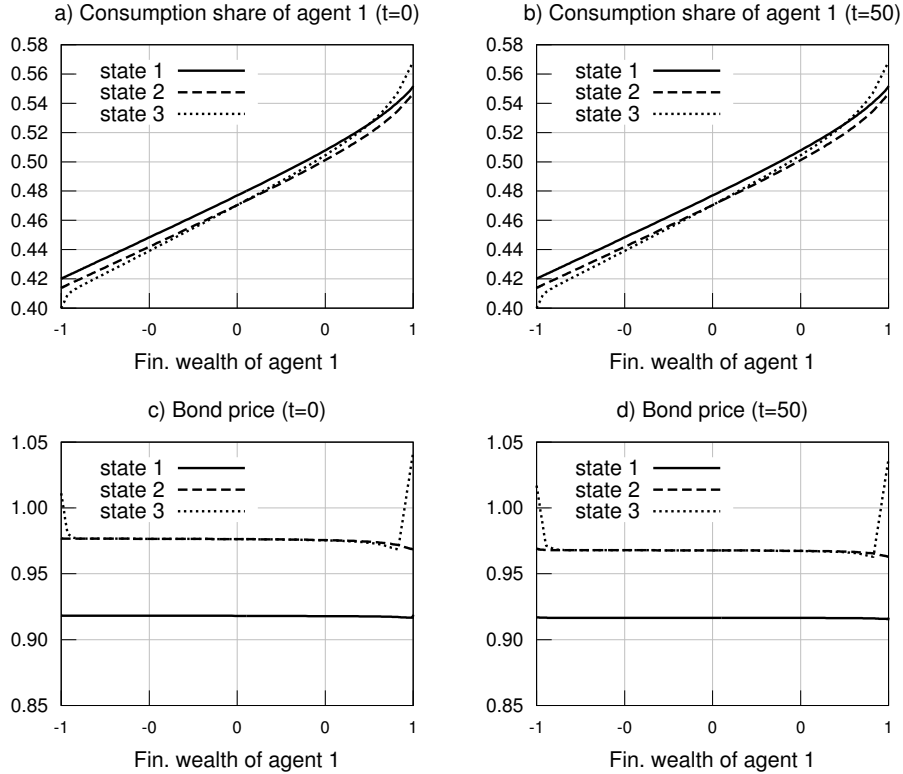 a) Consumption share of agent 1 (t=0)
0.58
0.56
0.54
0.52
0.50
0.48
0.46
0.44
0.42
0.40
state 1
state 2
state 3
-1 -0 0 0 1
Fin. wealth of agent 1
b) Consumption share of agent 1 (t=50)
0.58
0.56
0.54
0.52
0.50
0.48
0.46
0.44
0.42
0.40
state 1
state 2
state 3
-1 -0 0 0 1
Fin. wealth of agent 1
c) Bond price (t=0)
1.05
1.00
0.95
0.90
0.85
state 1
state 2
state 3
-1 -0 0 0 1
Fin. wealth of agent 1
d) Bond price (t=50)
1.05
1.00
0.95
0.90
0.85
state 1
state 2
state 3
-1 -0 0 0 1
Fin. wealth of agent 1